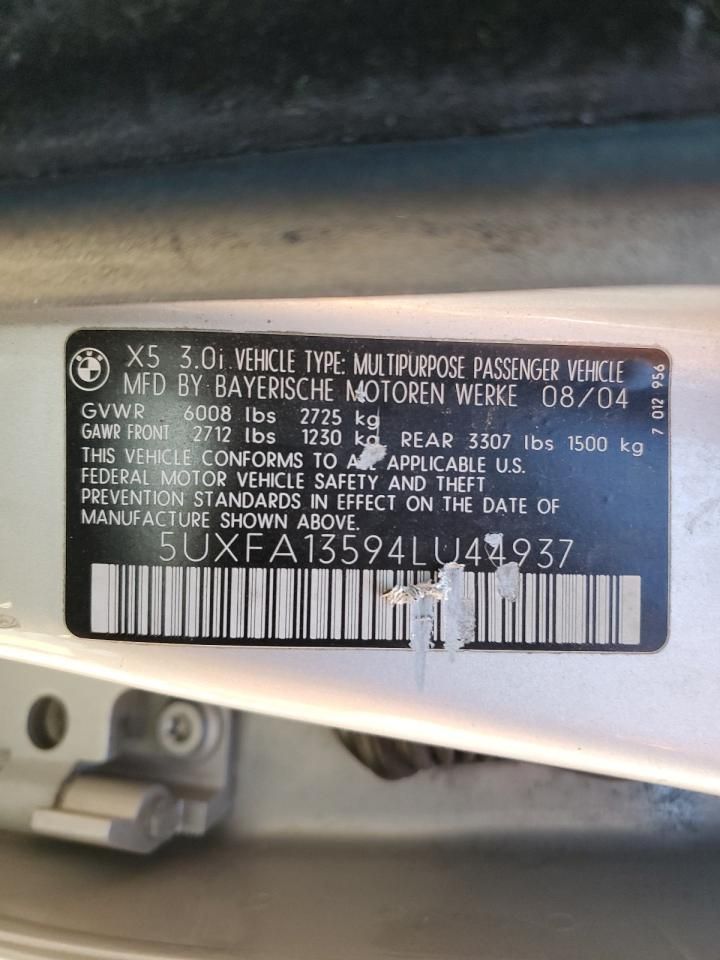 BMW
X5 3.0i VEHICLE TYPE: MULTIPURPOSE PASSENGER VEHICLE
MFD BY BAYERISCHE MOTOREN WERKE 08/04
GVWR 6008 lbs 2725 kg
GAWR FRONT 2712 lbs 1230 kg REAR 3307 lbs 1500 kg
THIS VEHICLE CONFORMS TO ALL APPLICABLE U.S.
FEDERAL MOTOR VEHICLE SAFETY AND THEFT
PREVENTION STANDARDS IN EFFECT ON THE DATE OF
MANUFACTURE SHOWN ABOVE.
5UXFA13594LU44937
7 012 956